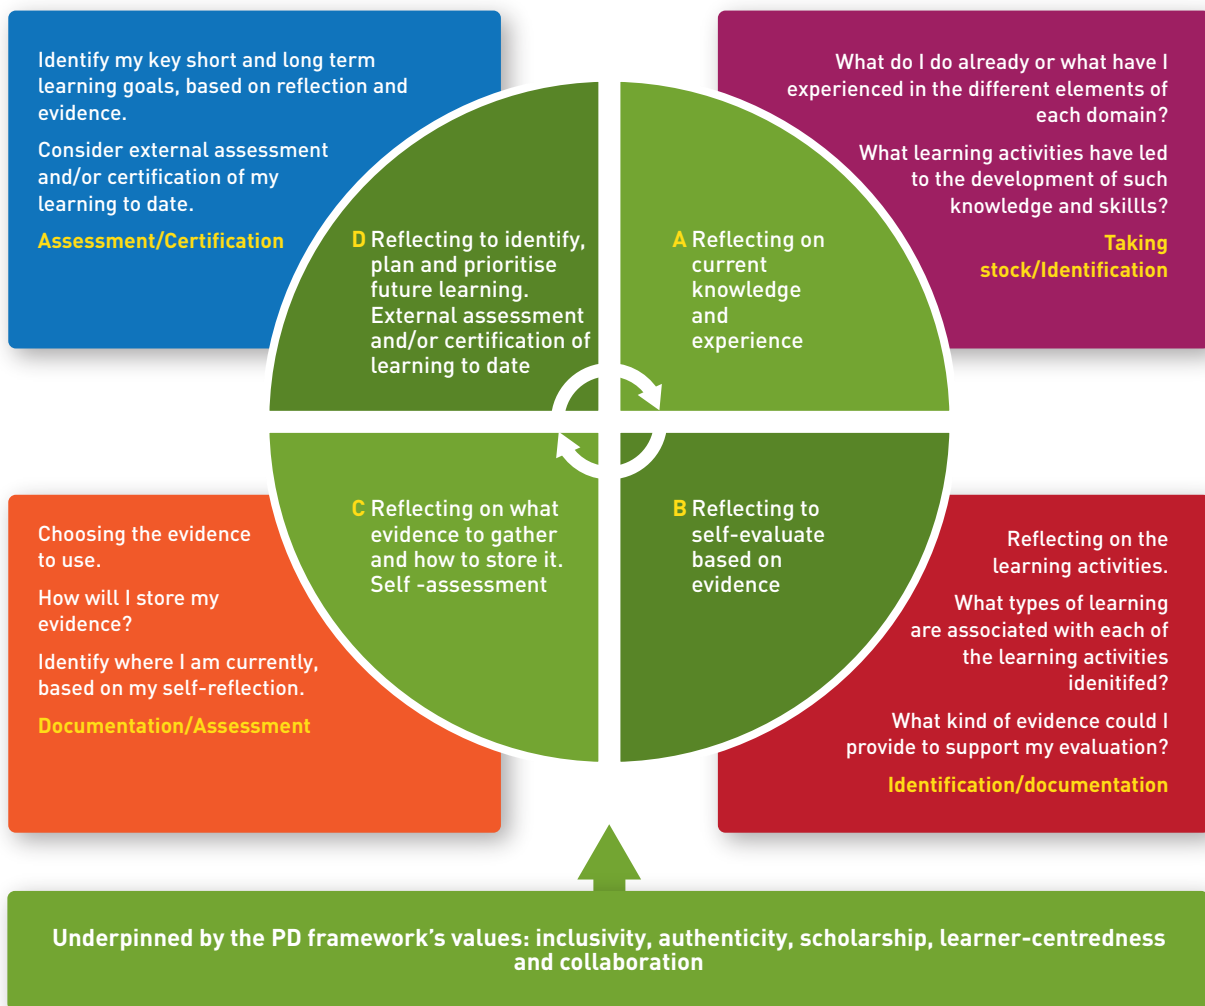 Identify my key short and long term
learning goals, based on reflection and
evidence.
Consider external assessment
and/or certification of my
learning to date.
Assessment/Certification
What do I do already or what have I
experienced in the different elements of
each domain?
What learning activities have led
to the development of such
knowledge and skillls?
Taking
stock/Identification
D Reflecting to identify,
plan and prioritise
future learning.
External assessment
and/or certification of
learning to date
A Reflecting on
current
knowledge
and
experience
C Reflecting on what
evidence to gather
and how to store it.
Self -assessment
B Reflecting to
self-evaluate
based on
evidence
Choosing the evidence
to use.
How will I store my
evidence?
Identify where I am currently,
based on my self-reflection.
Documentation/Assessment
Reflecting on the
learning activities.
What types of learning
are associated with each of
the learning activities
idenitifed?
What kind of evidence could I
provide to support my evaluation?
Identification/documentation
Underpinned by the PD framework’s values: inclusivity, authenticity, scholarship, learner-centredness
and collaboration